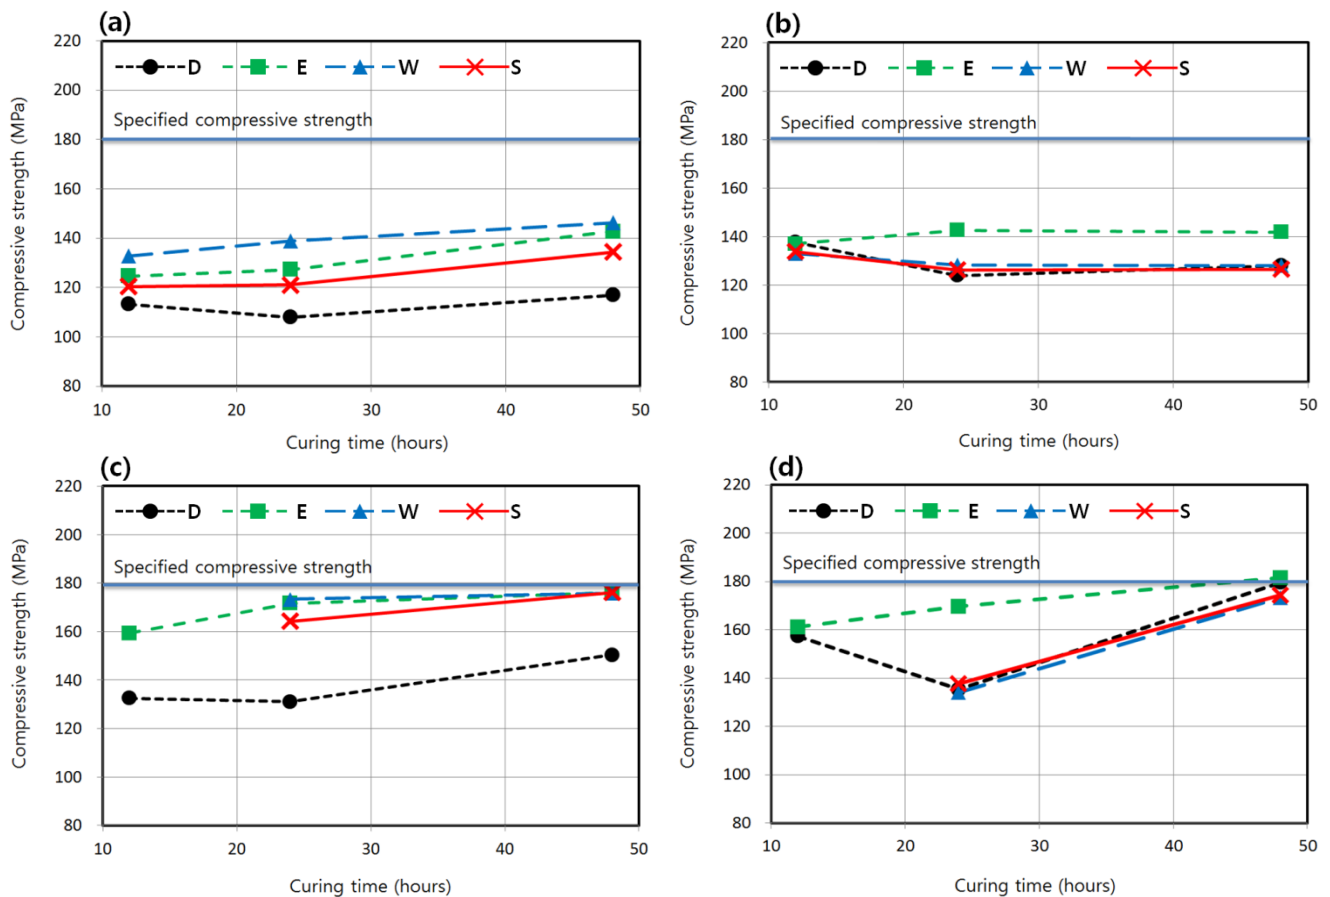 (a)
220
200
180
160
140
120
100
80
D E W S
Specified compressive strength
Compressive strength (MPa)
10 20 30 40 50
Curing time (hours)
(b)
220
200
180
160
140
120
100
80
D E W S
Specified compressive strength
Compressive strength (MPa)
10 20 30 40 50
Curing time (hours)
(c)
220
200
180
160
140
120
100
80
D E W S
Specified compressive strength
Compressive strength (MPa)
10 20 30 40 50
Curing time (hours)
(d)
220
200
180
160
140
120
100
80
D E W S
Specified compressive strength
Compressive strength (MPa)
10 20 30 40 50
Curing time (hours)